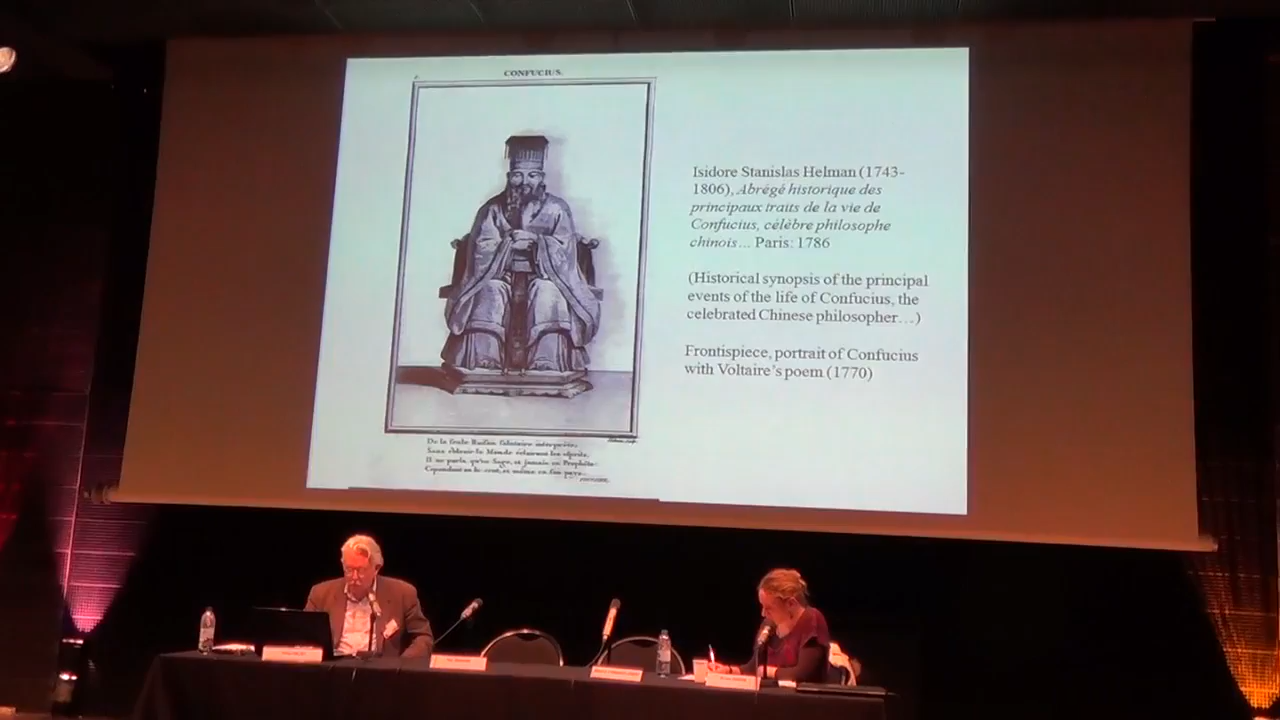 CONFUCIUS.
De la seule Raison salutaire interprete,
Sans éblouir le Monde éclairant les esprits,
Il ne parla qu'en Sage, et jamais en Prophête:
Cependant on le crut, et même en son pays.
Isidore Stanislas Helman (1743-
1806), Abrégé historique des
principaux traits de la vie de
Confucius, célèbre philosophe
chinois... Paris: 1786
(Historical synopsis of the principal
events of the life of Confucius, the
celebrated Chinese philosopher...)
Frontispiece, portrait of Confucius
with Voltaire's poem (1770)